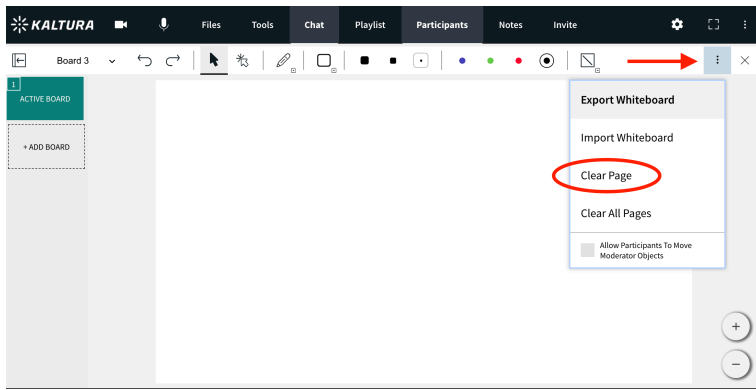 KALTURA Files Tools Chat Playlist Participants Notes Invite
Board 3
1
ACTIVE BOARD
+ ADD BOARD
Export Whiteboard
Import Whiteboard
Clear Page
Clear All Pages
Allow Participants To Move
Moderator Objects
+
−